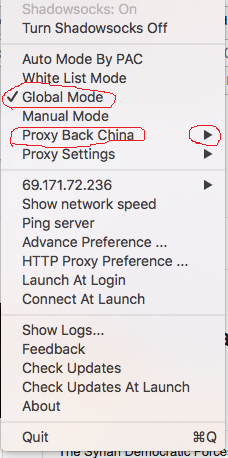 Shadowsocks: On
Turn Shadowsocks Off
Auto Mode By PAC
White List Mode
✓ Global Mode
Manual Mode
Proxy Back China
Proxy Settings
69.171.72.236
Show network speed
Ping server
Advance Preference ...
HTTP Proxy Preference ...
Launch At Login
Connect At Launch
Show Logs...
Feedback
Check Updates
Check Updates At Launch
About
Quit ⌘Q
The Syrian Democratic Forces